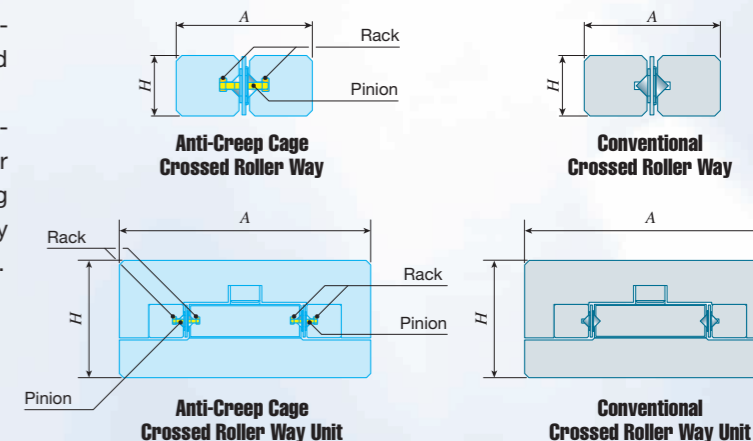 -
d
-
r
g
y
.
A
Rack
H
Pinion
Anti-Creep Cage
Crossed Roller Way
A
H
Conventional
Crossed Roller Way
A
Rack
Rack
H
Pinion
Pinion
Anti-Creep Cage
Crossed Roller Way Unit
A
H
Conventional
Crossed Roller Way Unit